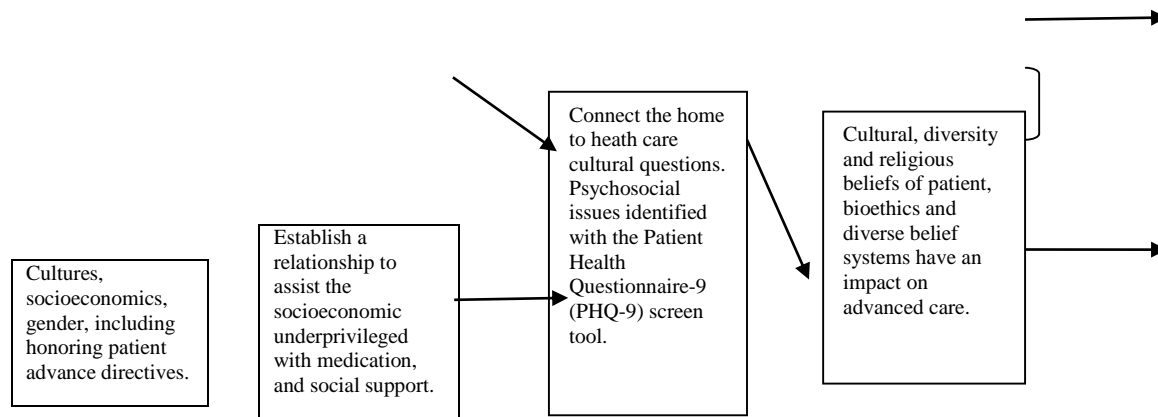 Cultures,
socioeconomics,
gender, including
honoring patient
advance directives.
Establish a
relationship to
assist the
socioeconomic
underprivileged
with medication,
and social support.
Connect the home
to heath care
cultural questions.
Psychosocial
issues identified
with the Patient
Health
Questionnaire-9
(PHQ-9) screen
tool.
Cultural, diversity
and religious
beliefs of patient,
bioethics and
diverse belief
systems have an
impact on
advanced care.